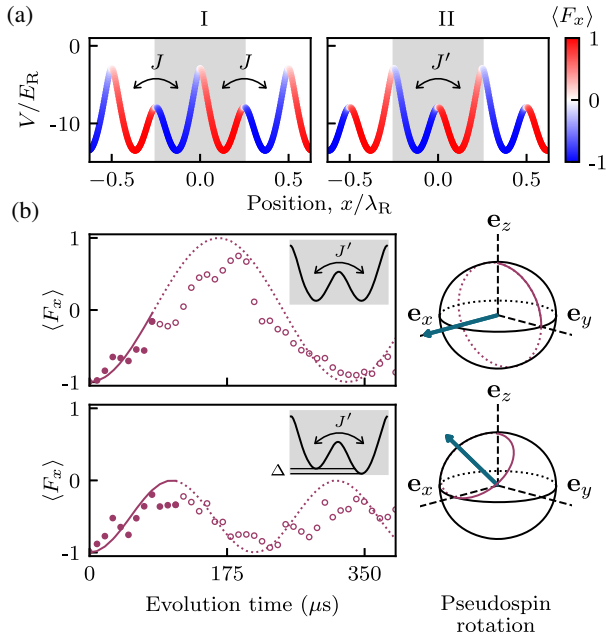 (a)
I
II
⟨F_x⟩
V/E_R
0
-10
J
J
J′
1
0
-1
−0.5
0.0
0.5
−0.5
0.0
0.5
Position, x/λ_R
(b)
⟨F_x⟩
1
0
-1
J′
e_z
e_x
e_y
⟨F_x⟩
1
0
-1
J′
Δ
e_z
e_x
e_y
0
175
350
Evolution time (μs)
Pseudospin
rotation